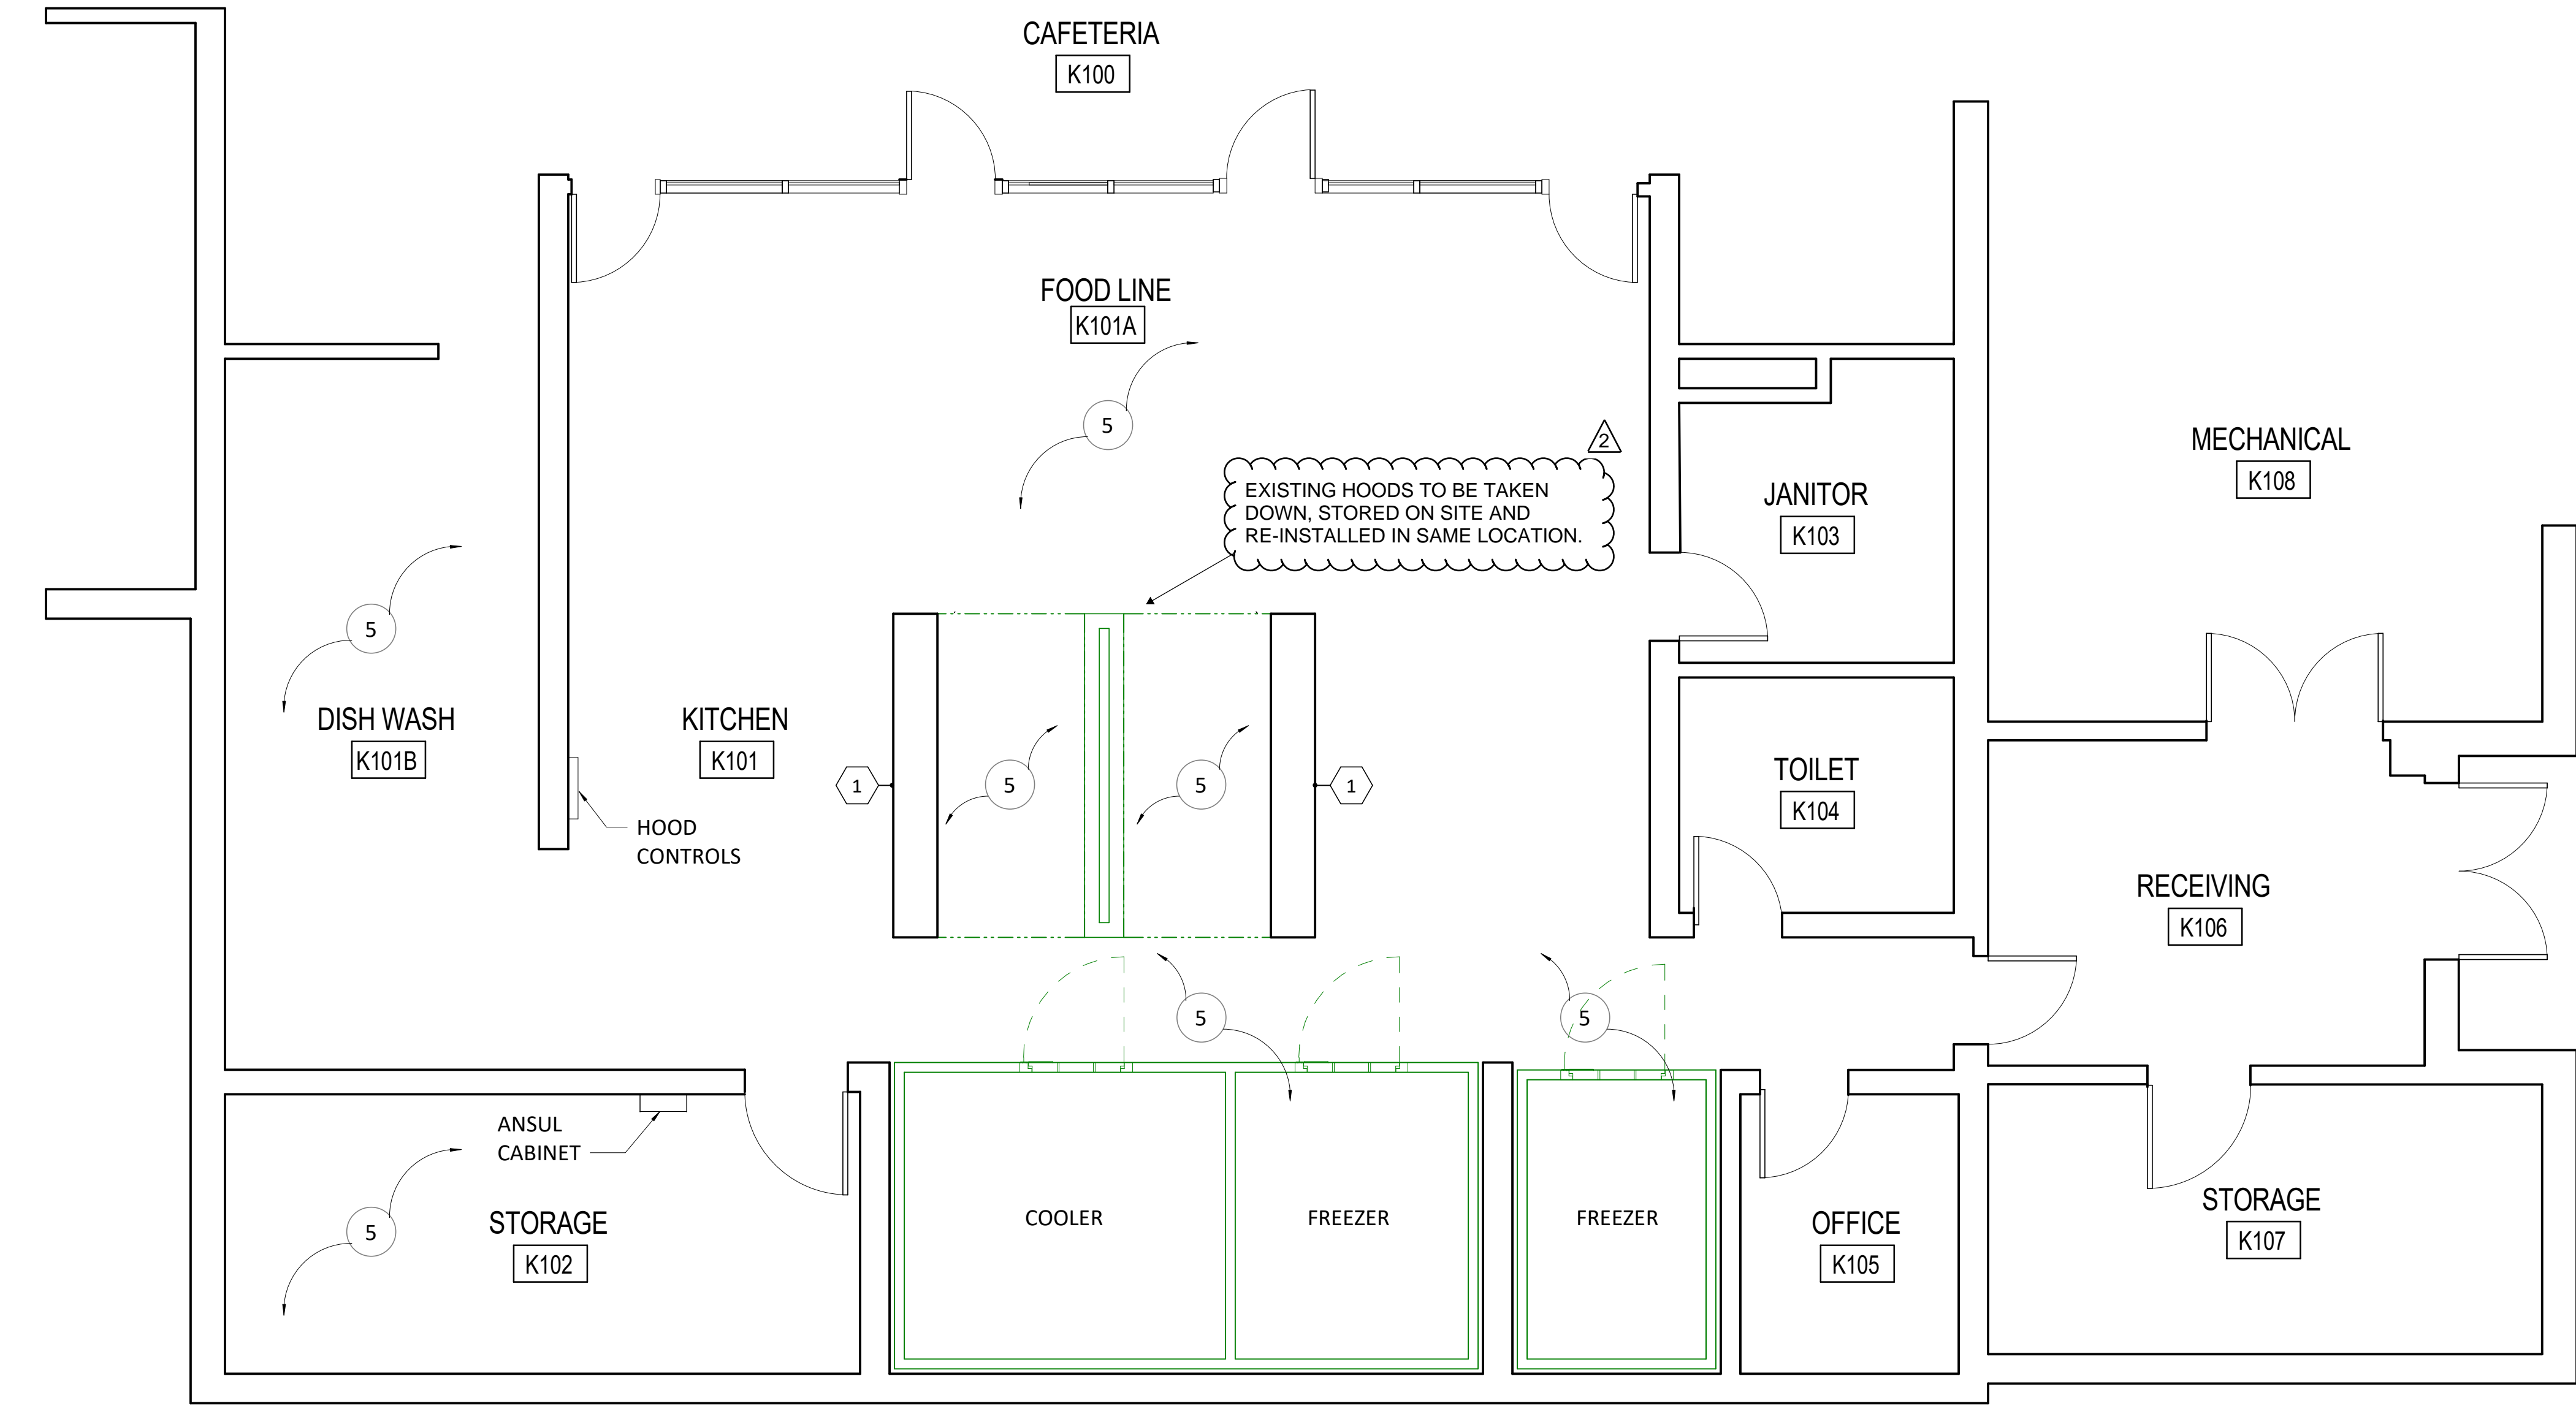 CAFETERIA
K100
FOOD LINE
K101A
5
2
EXISTING HOODS TO BE TAKEN
DOWN, STORED ON SITE AND
RE-INSTALLED IN SAME LOCATION.
MECHANICAL
K108
JANITOR
K103
5
DISH WASH
K101B
KITCHEN
K101
HOOD
CONTROLS
1
5
5
1
TOILET
K104
RECEIVING
K106
5
5
ANSUL
CABINET
5
STORAGE
K102
COOLER
FREEZER
FREEZER
OFFICE
K105
STORAGE
K107